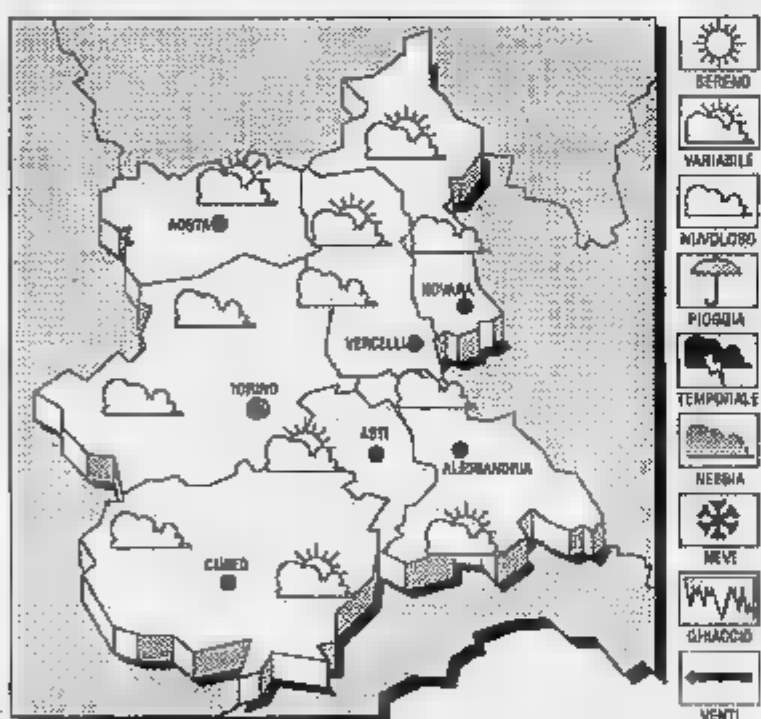 AOSTA
NOVARA
VERCELLI
TORINO
ASTI
ALESSANDRIA
CUNEO
SERENO
VARIABILE
NUVOLOSO
PIOGGIA
TEMPORALE
NEBBIA
NEVE
GHIACCIO
VENTI